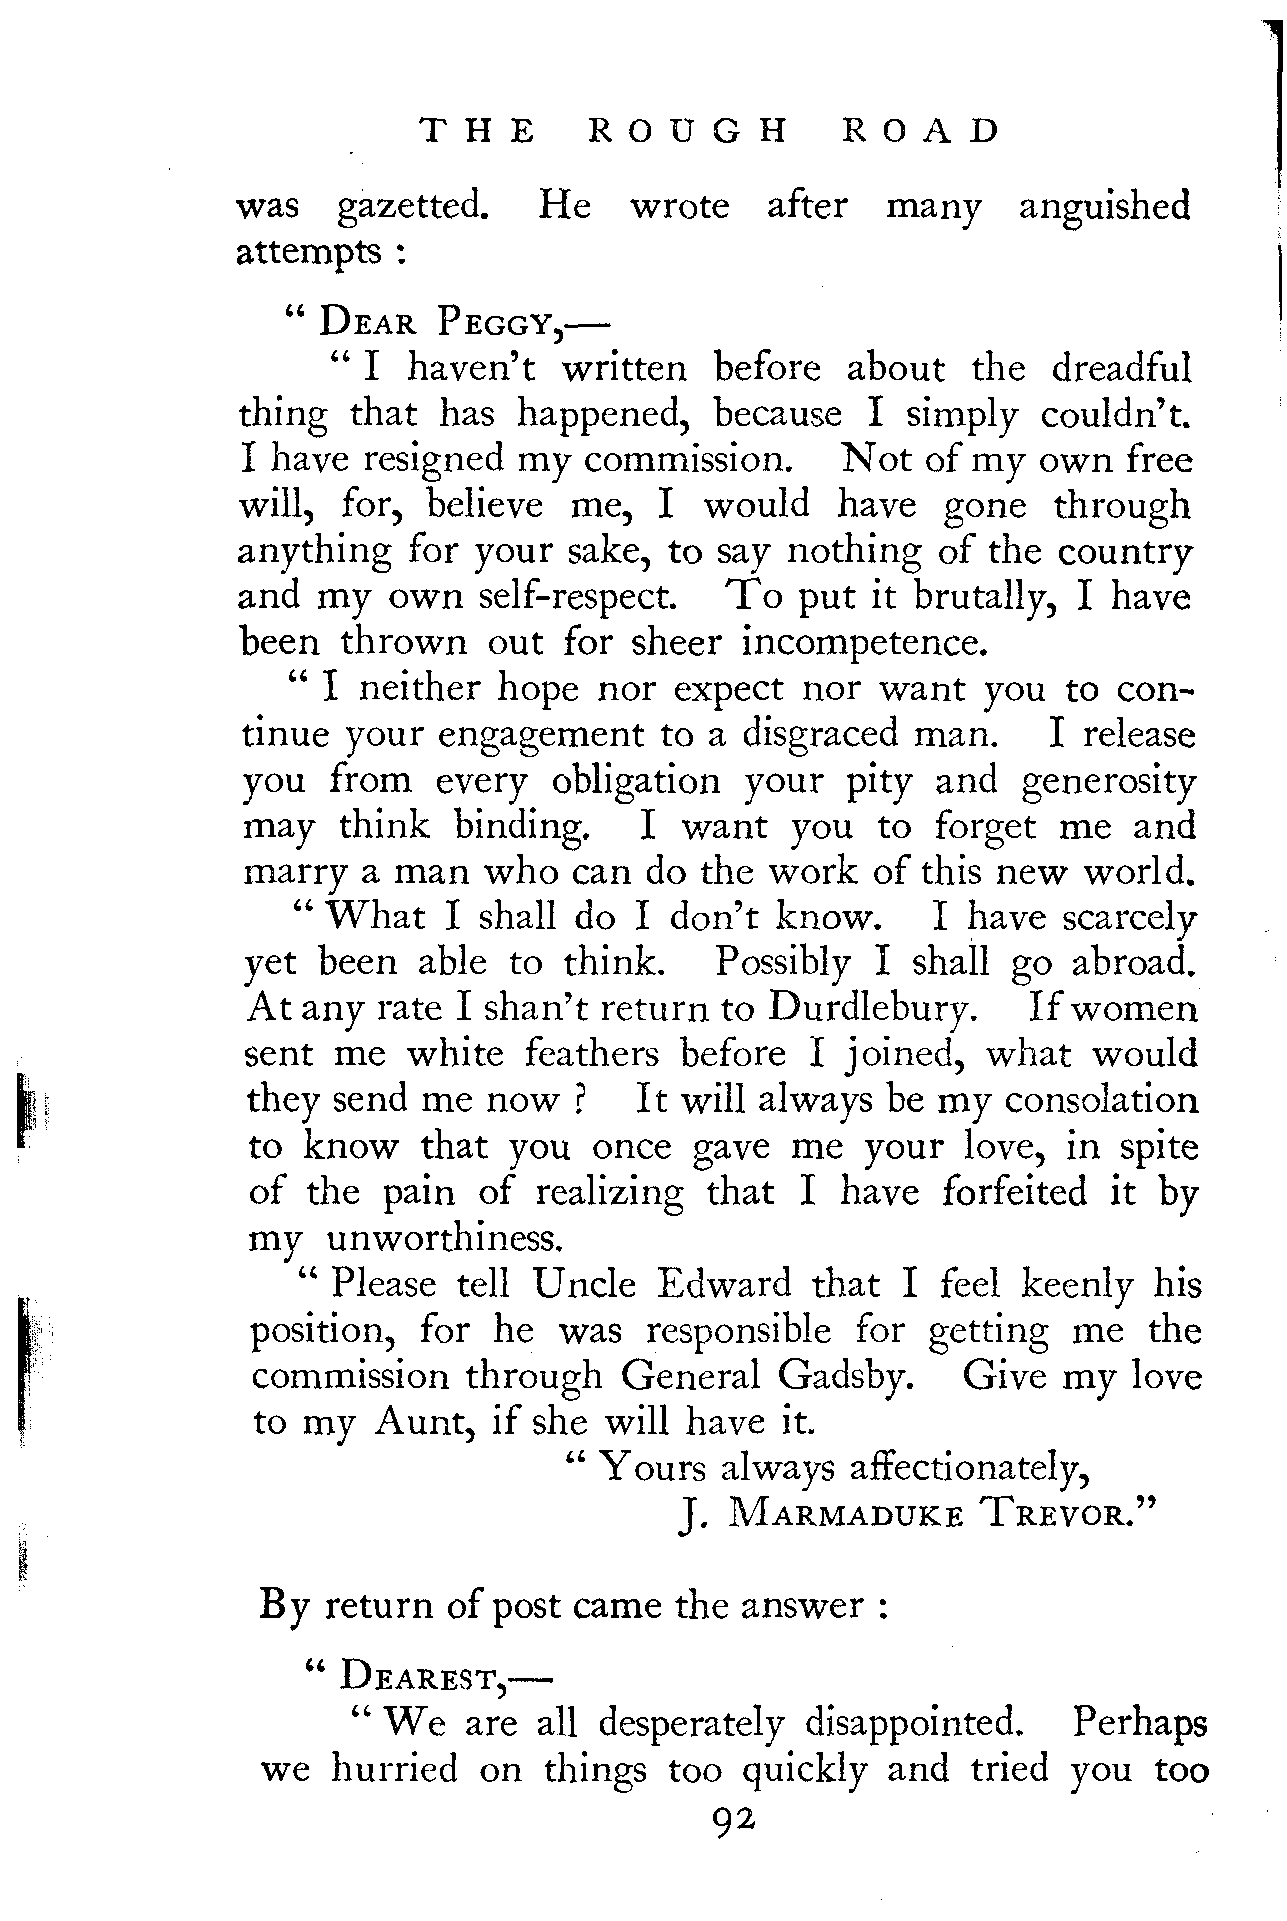 THE ROUGH ROAD
was gazetted. He wrote after many anguished
attempts :
“ DEAR PEGGY,—
“ I haven’t written before about the dreadful
thing that has happened, because I simply couldn’t.
I have resigned my commission. Not of my own free
will, for, believe me, I would have gone through
anything for your sake, to say nothing of the country
and my own self-respect. To put it brutally, I have
been thrown out for sheer incompetence.
“ I neither hope nor expect nor want you to con-
tinue your engagement to a disgraced man. I release
you from every obligation your pity and generosity
may think binding. I want you to forget me and
marry a man who can do the work of this new world.
“ What I shall do I don’t know. I have scarcely
yet been able to think. Possibly I shall go abroad.
At any rate I shan’t return to Durdlebury. If women
sent me white feathers before I joined, what would
they send me now ? It will always be my consolation
to know that you once gave me your love, in spite
of the pain of realizing that I have forfeited it by
my unworthiness.
“ Please tell Uncle Edward that I feel keenly his
position, for he was responsible for getting me the
commission through General Gadsby. Give my love
to my Aunt, if she will have it.
“ Yours always affectionately,
J. MARMADUKE TREVOR.”
By return of post came the answer :
“ DEAREST,—
“ We are all desperately disappointed. Perhaps
we hurried on things too quickly and tried you too
92